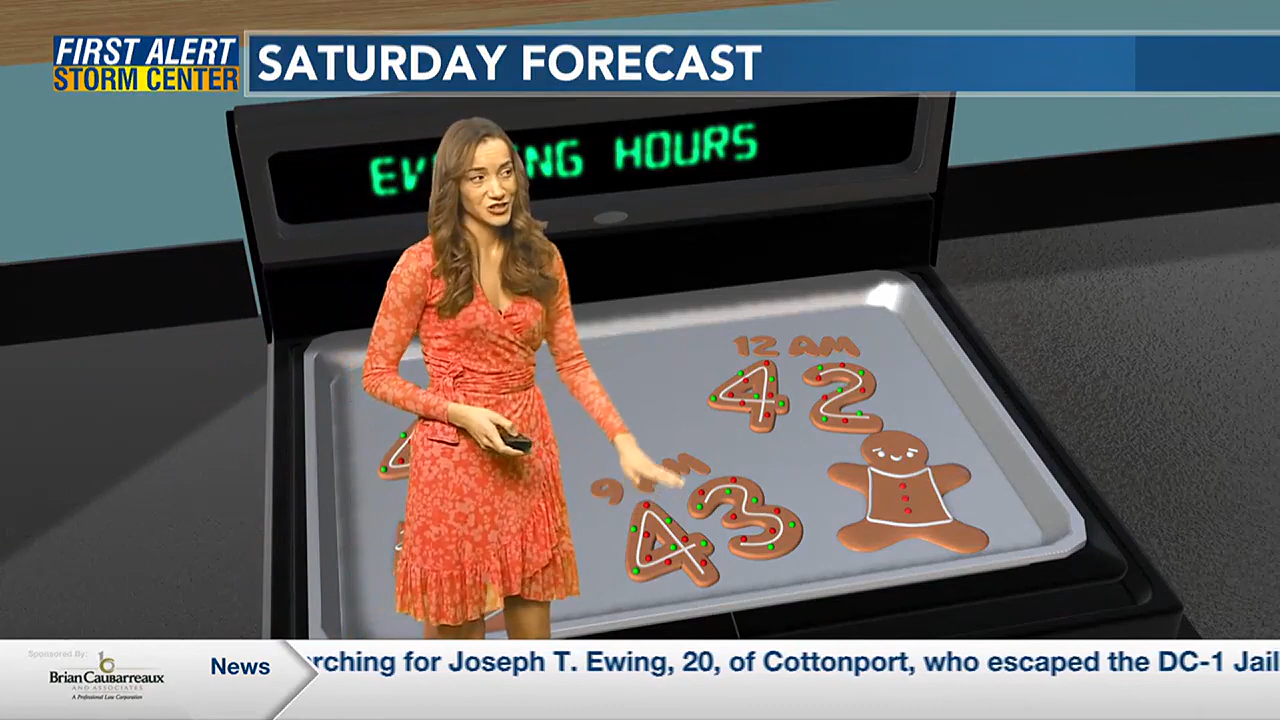 FIRST ALERT
STORM CENTER
SATURDAY FORECAST
HOURS
12 AM
42
43
Sponsored By:
Brian Caubarreaux
AND ASSOCIATES
A Professional Law Corporation
News
rching for Joseph T. Ewing, 20, of Cottonport, who escaped the DC-1 Jail